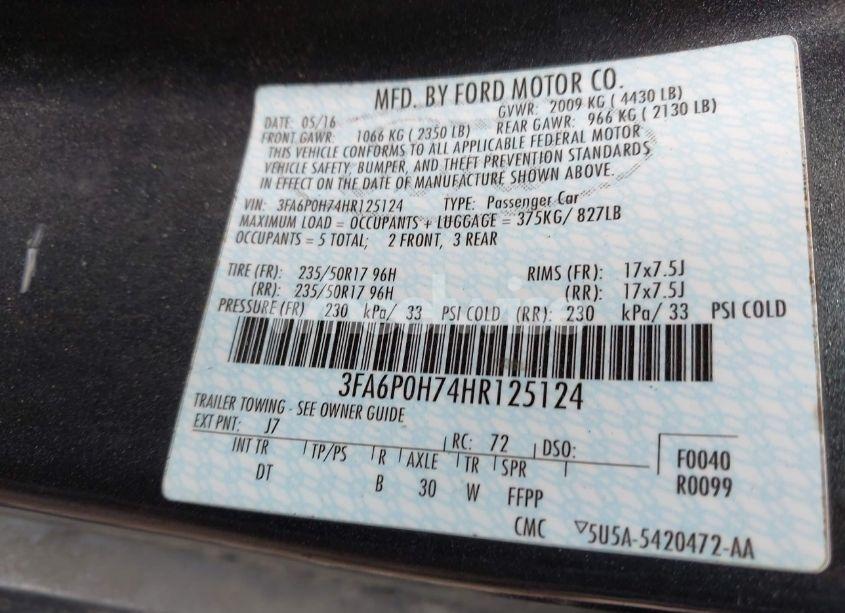 MFD. BY FORD MOTOR CO.
DATE: 05/16 GVWR: 2009 KG ( 4430 LB)
FRONT GAWR: 1066 KG ( 2350 LB) REAR GAWR: 966 KG ( 2130 LB)
THIS VEHICLE CONFORMS TO ALL APPLICABLE FEDERAL MOTOR
VEHICLE SAFETY, BUMPER, AND THEFT PREVENTION STANDARDS
IN EFFECT ON THE DATE OF MANUFACTURE SHOWN ABOVE.
VIN: 3FA6P0H74HR125124 TYPE: Passenger Car
MAXIMUM LOAD = OCCUPANTS + LUGGAGE = 375KG/ 827LB
OCCUPANTS = 5 TOTAL; 2 FRONT, 3 REAR
TIRE (FR): 235/50R17 96H RIMS (FR): 17x7.5J
(RR): 235/50R17 96H (RR): 17x7.5J
PRESSURE(FR) 230 kPa/ 33 PSI COLD (RR): 230 kPa/ 33 PSI COLD
3FA6P0H74HR125124
TRAILER TOWING - SEE OWNER GUIDE
EXT PNT: J7 RC: 72 DSO:
INT TR TP/PS R AXLE TR SPR F0040
DT B 30 W FFPP R0099
CMC ▽5U5A-5420472-AA